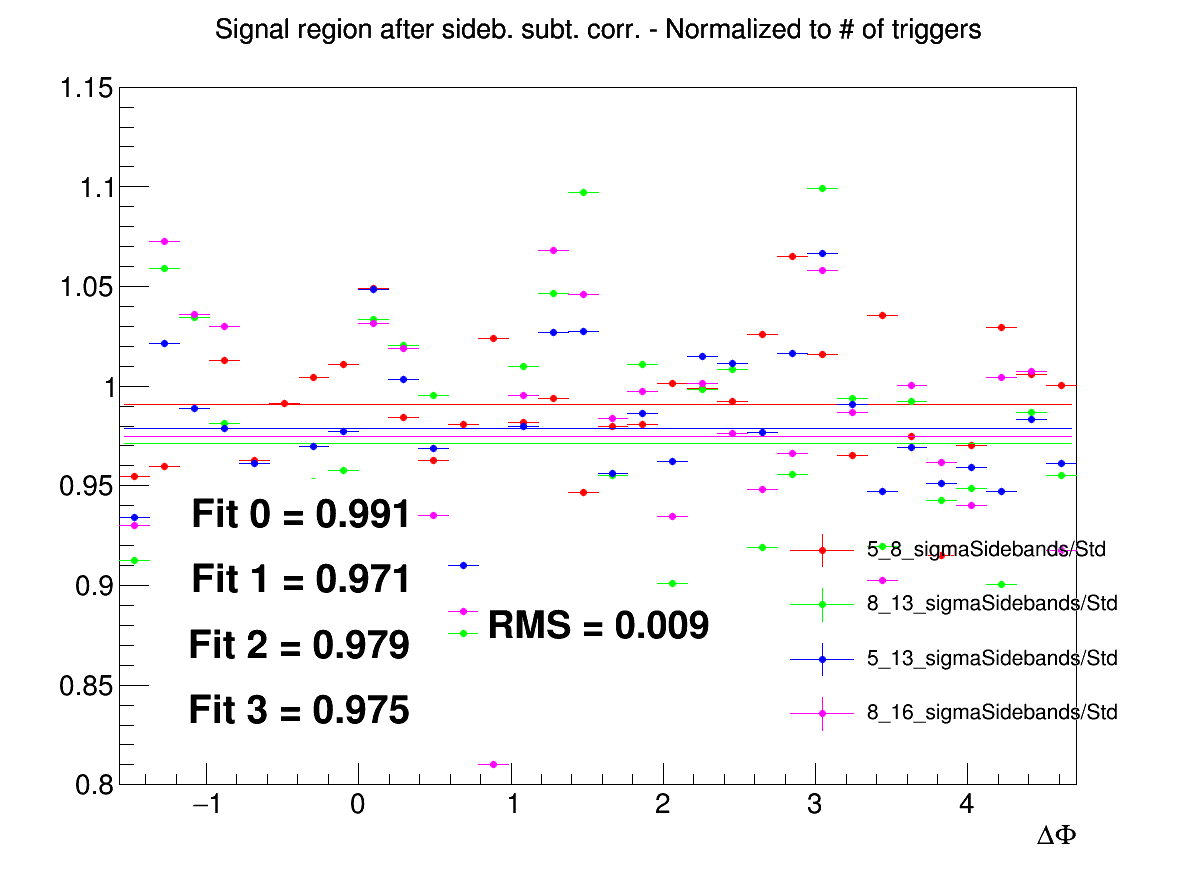 Signal region after sideb. subt. corr. - Normalized to # of triggers
1.15
1.1
1.05
1
0.95
0.9
0.85
0.8
Fit 0 = 0.991
Fit 1 = 0.971
Fit 2 = 0.979
Fit 3 = 0.975
RMS = 0.009
5_8_sigmaSidebands/Std
8_13_sigmaSidebands/Std
5_13_sigmaSidebands/Std
8_16_sigmaSidebands/Std
−1 0 1 2 3 4
ΔΦ